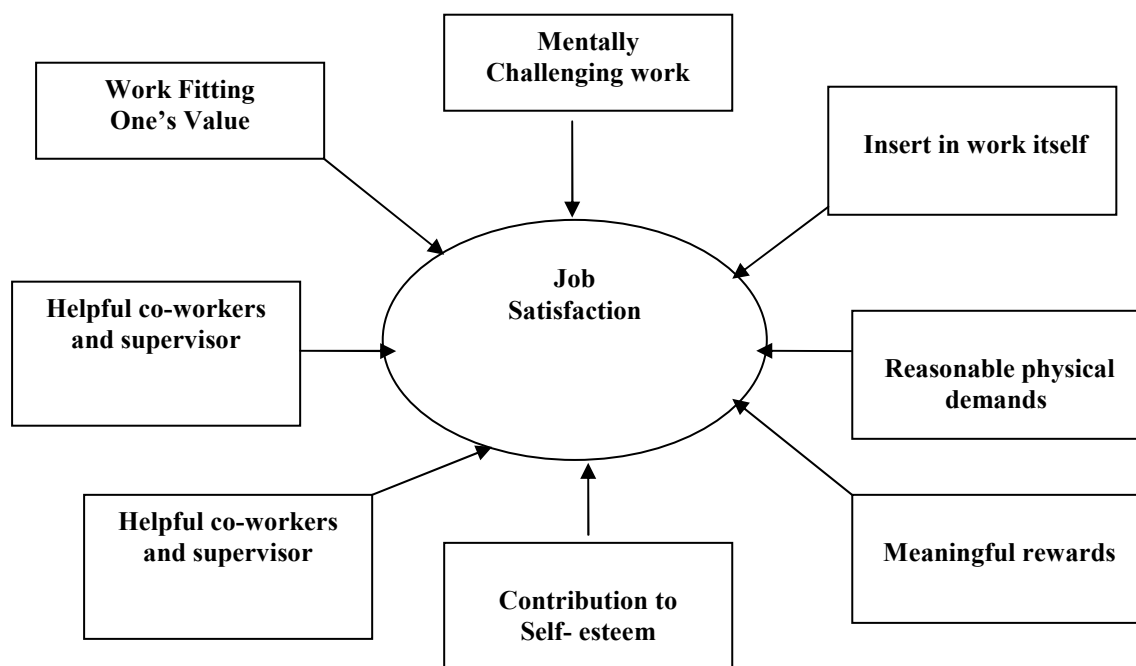 Mentally
Challenging work
Work Fitting
One’s Value
Insert in work itself
Job
Satisfaction
Helpful co-workers
and supervisor
Reasonable physical
demands
Helpful co-workers
and supervisor
Meaningful rewards
Contribution to
Self- esteem